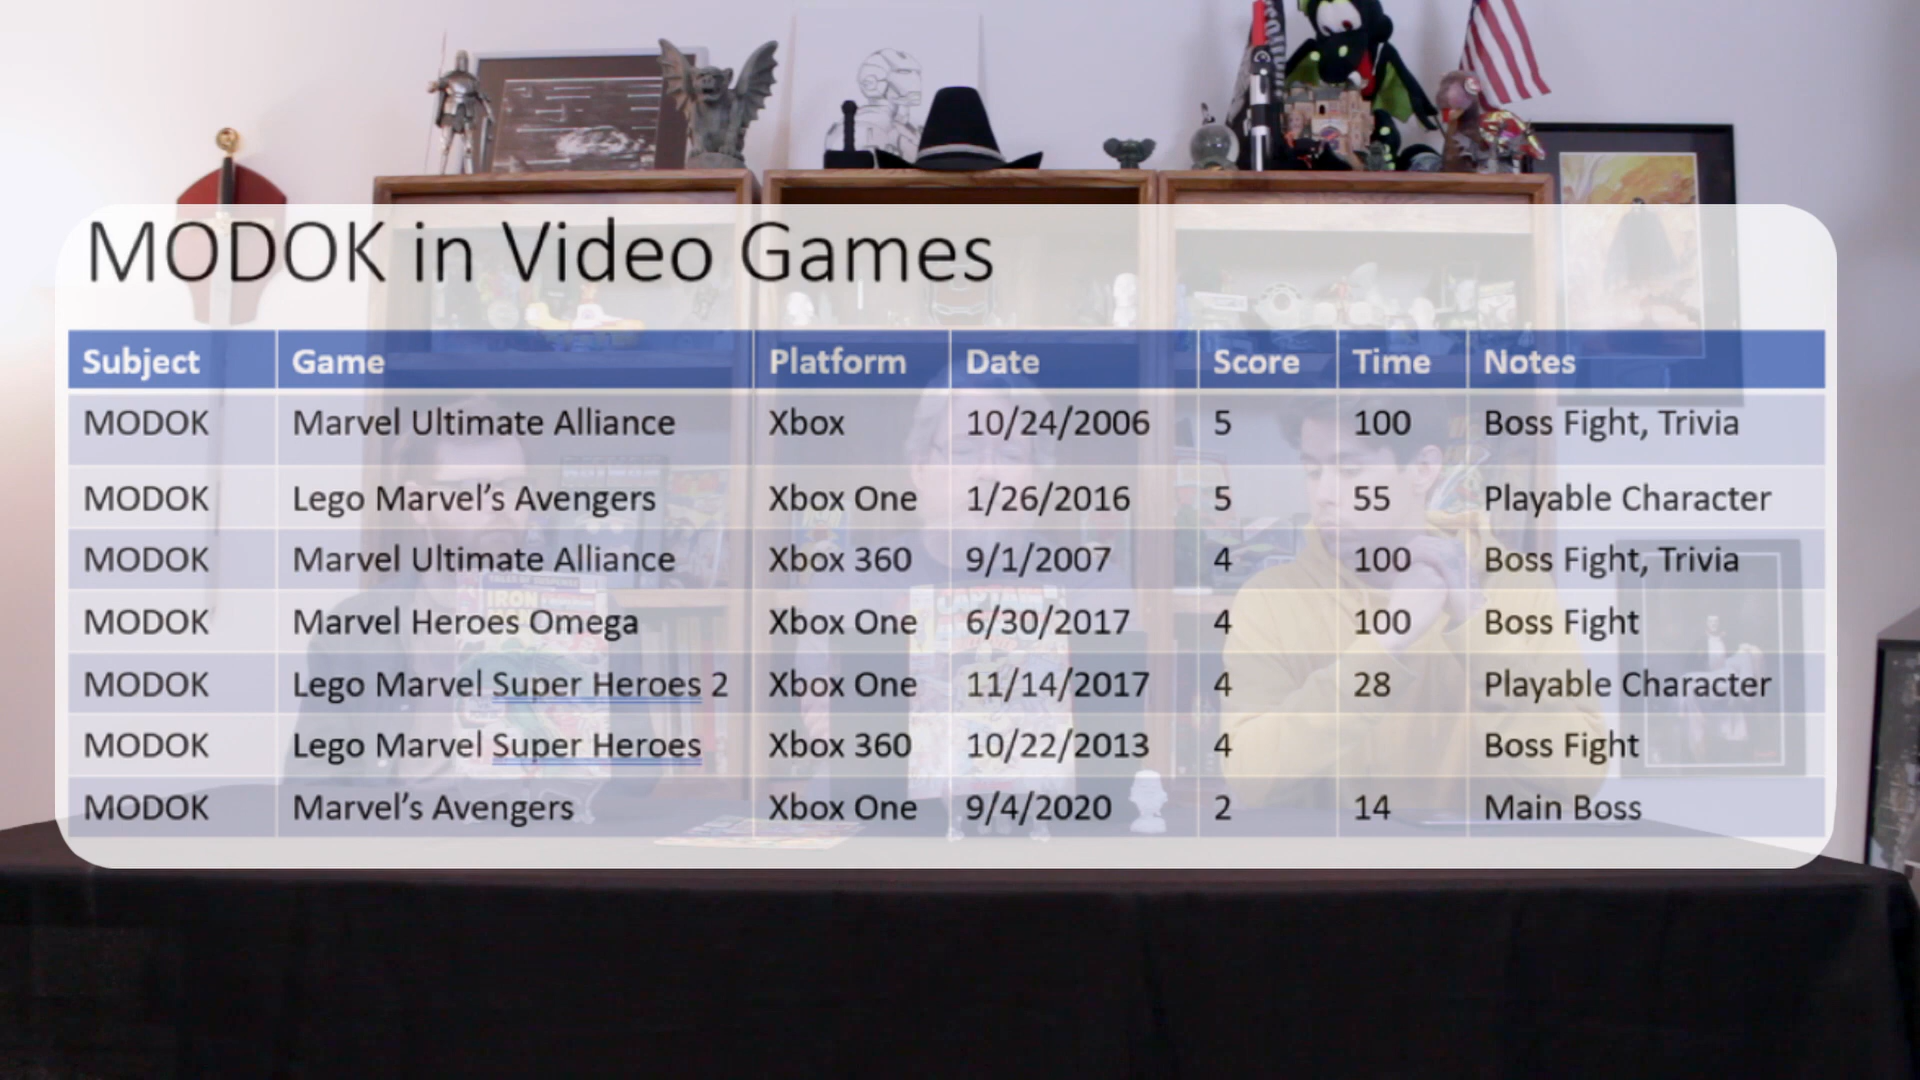 MODOK in Video Games
Subject Game Platform Date Score Time Notes
MODOK Marvel Ultimate Alliance Xbox 10/24/2006 5 100 Boss Fight, Trivia
MODOK Lego Marvel’s Avengers Xbox One 1/26/2016 5 55 Playable Character
MODOK Marvel Ultimate Alliance Xbox 360 9/1/2007 4 100 Boss Fight, Trivia
MODOK Marvel Heroes Omega Xbox One 6/30/2017 4 100 Boss Fight
MODOK Lego Marvel Super Heroes 2 Xbox One 11/14/2017 4 28 Playable Character
MODOK Lego Marvel Super Heroes Xbox 360 10/22/2013 4 Boss Fight
MODOK Marvel’s Avengers Xbox One 9/4/2020 2 14 Main Boss
TALES OF SUSPENSE
IRON
CAPTAIN